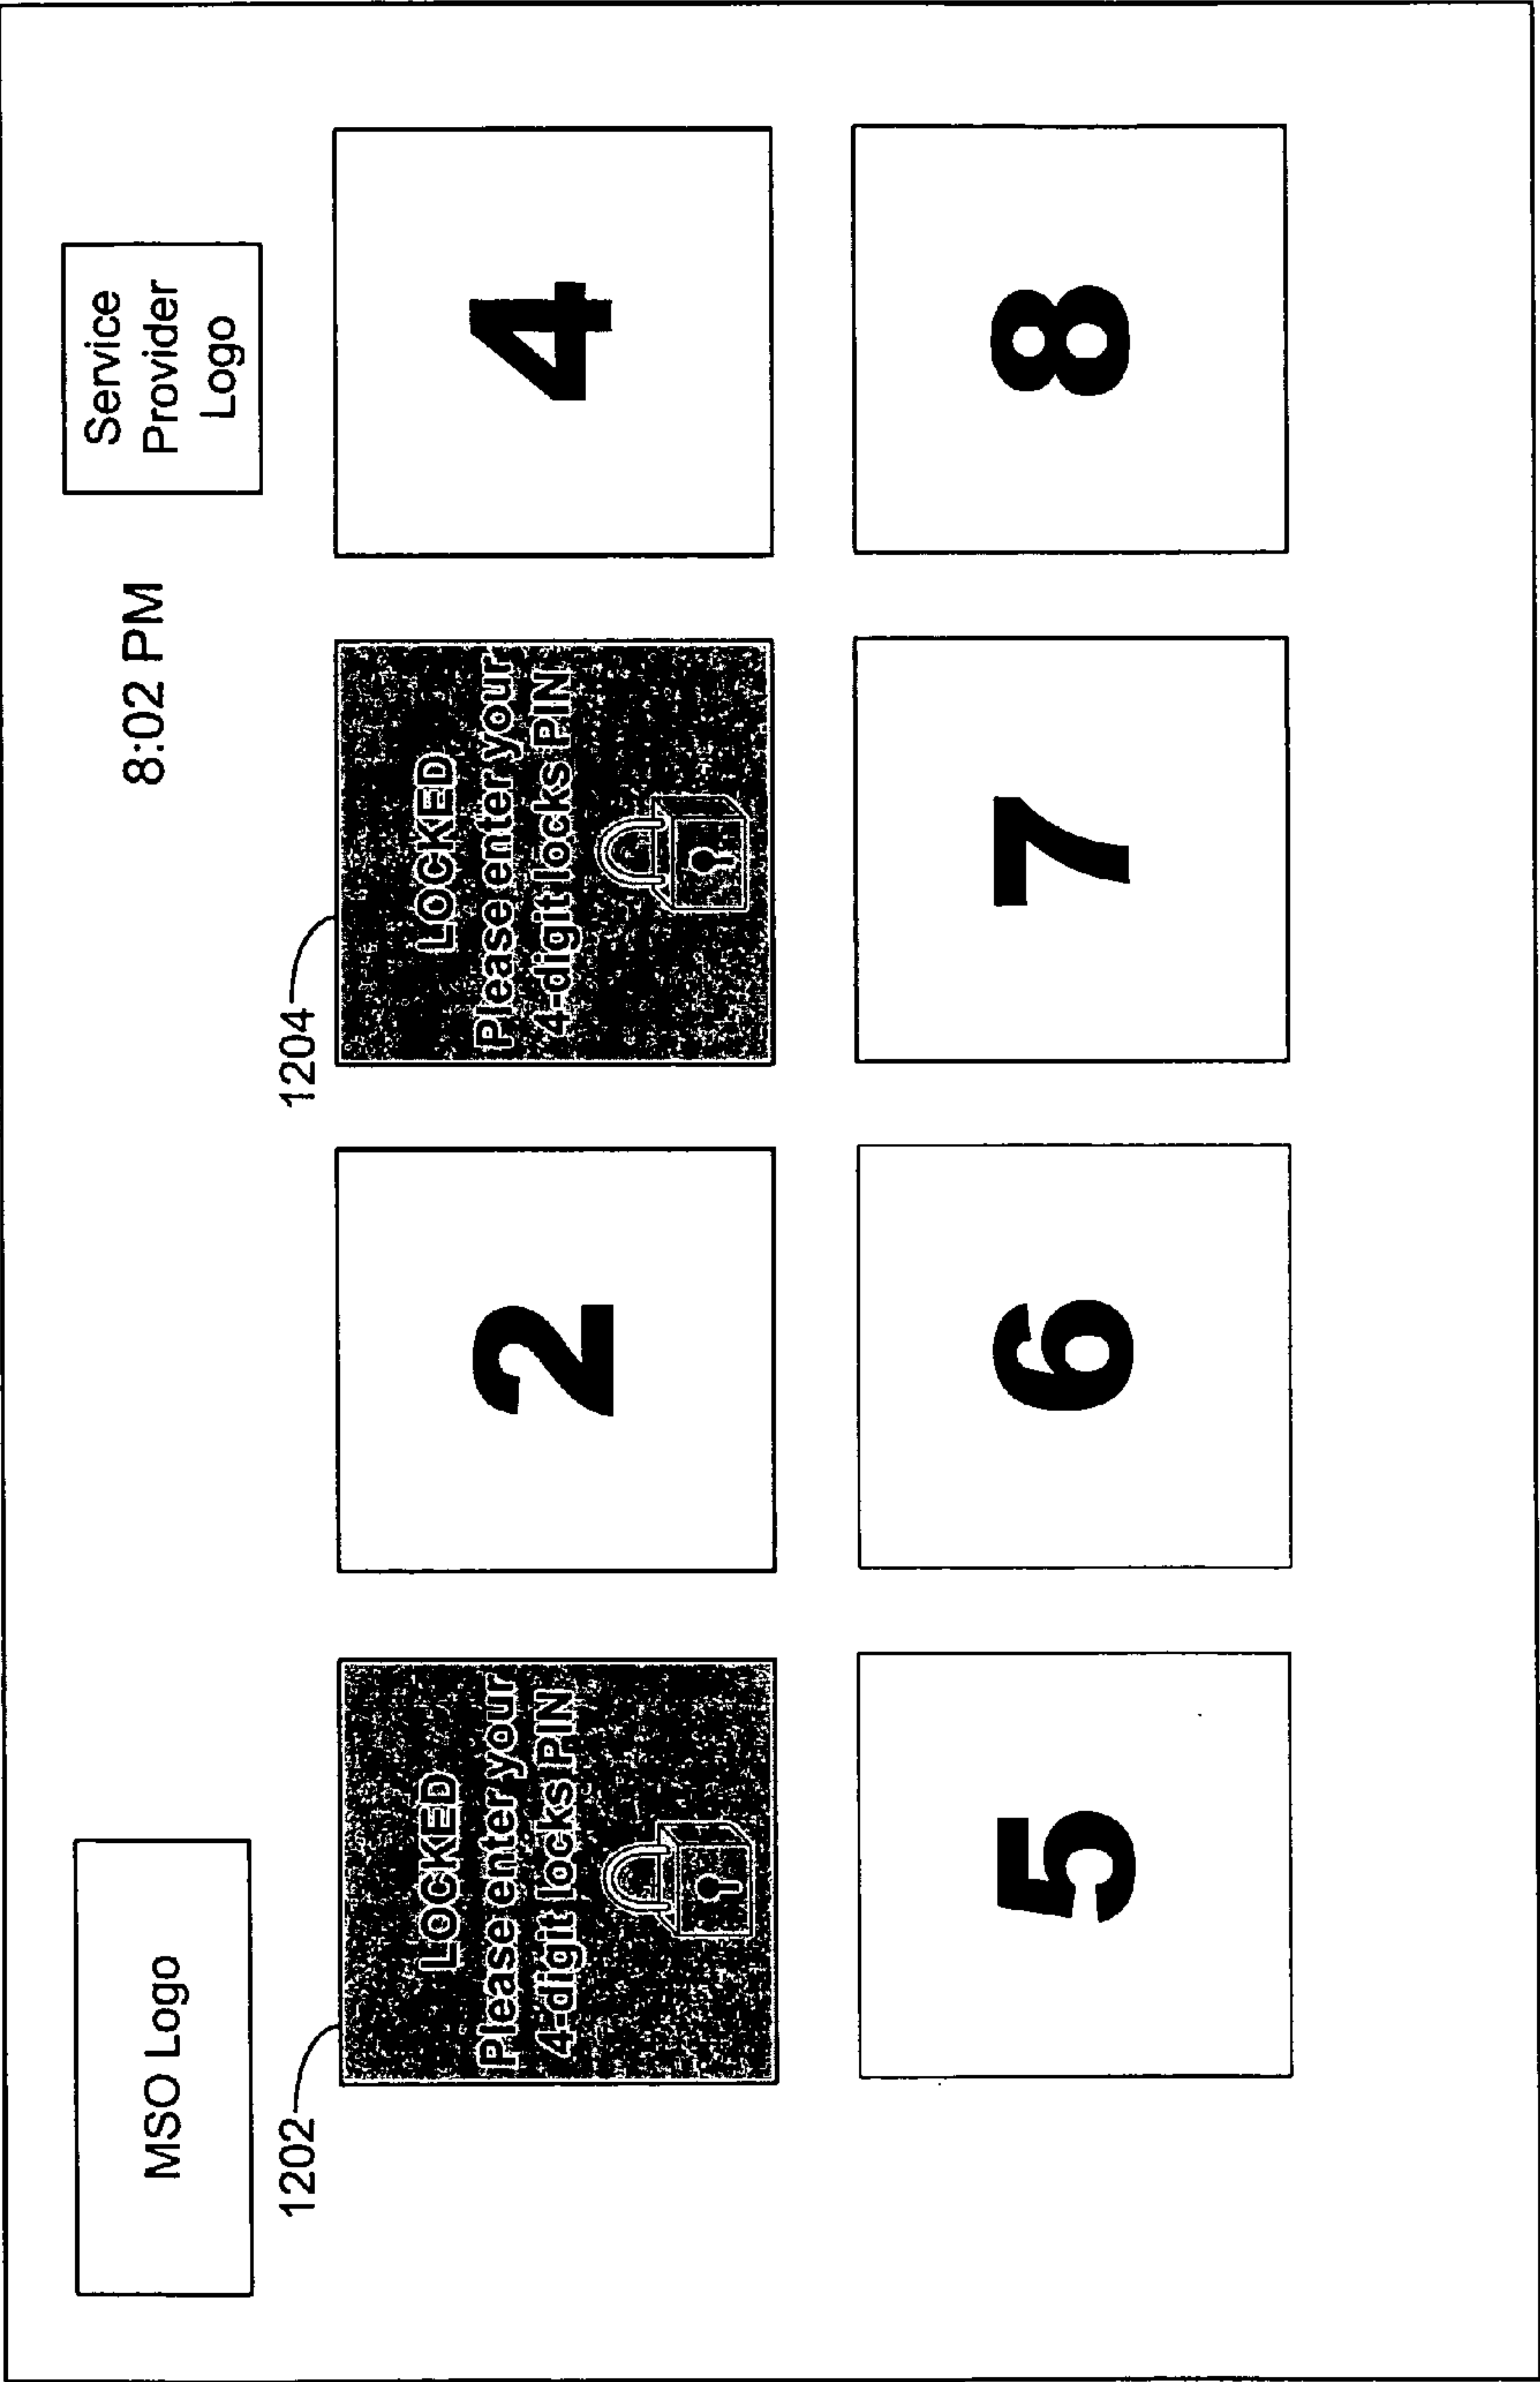 MSO Logo
8:02 PM
Service
Provider
Logo
1202
1204
LOCKED
Please enter your
4-digit locks PIN
2
LOCKED
Please enter your
4-digit locks PIN
4
5
6
7
8